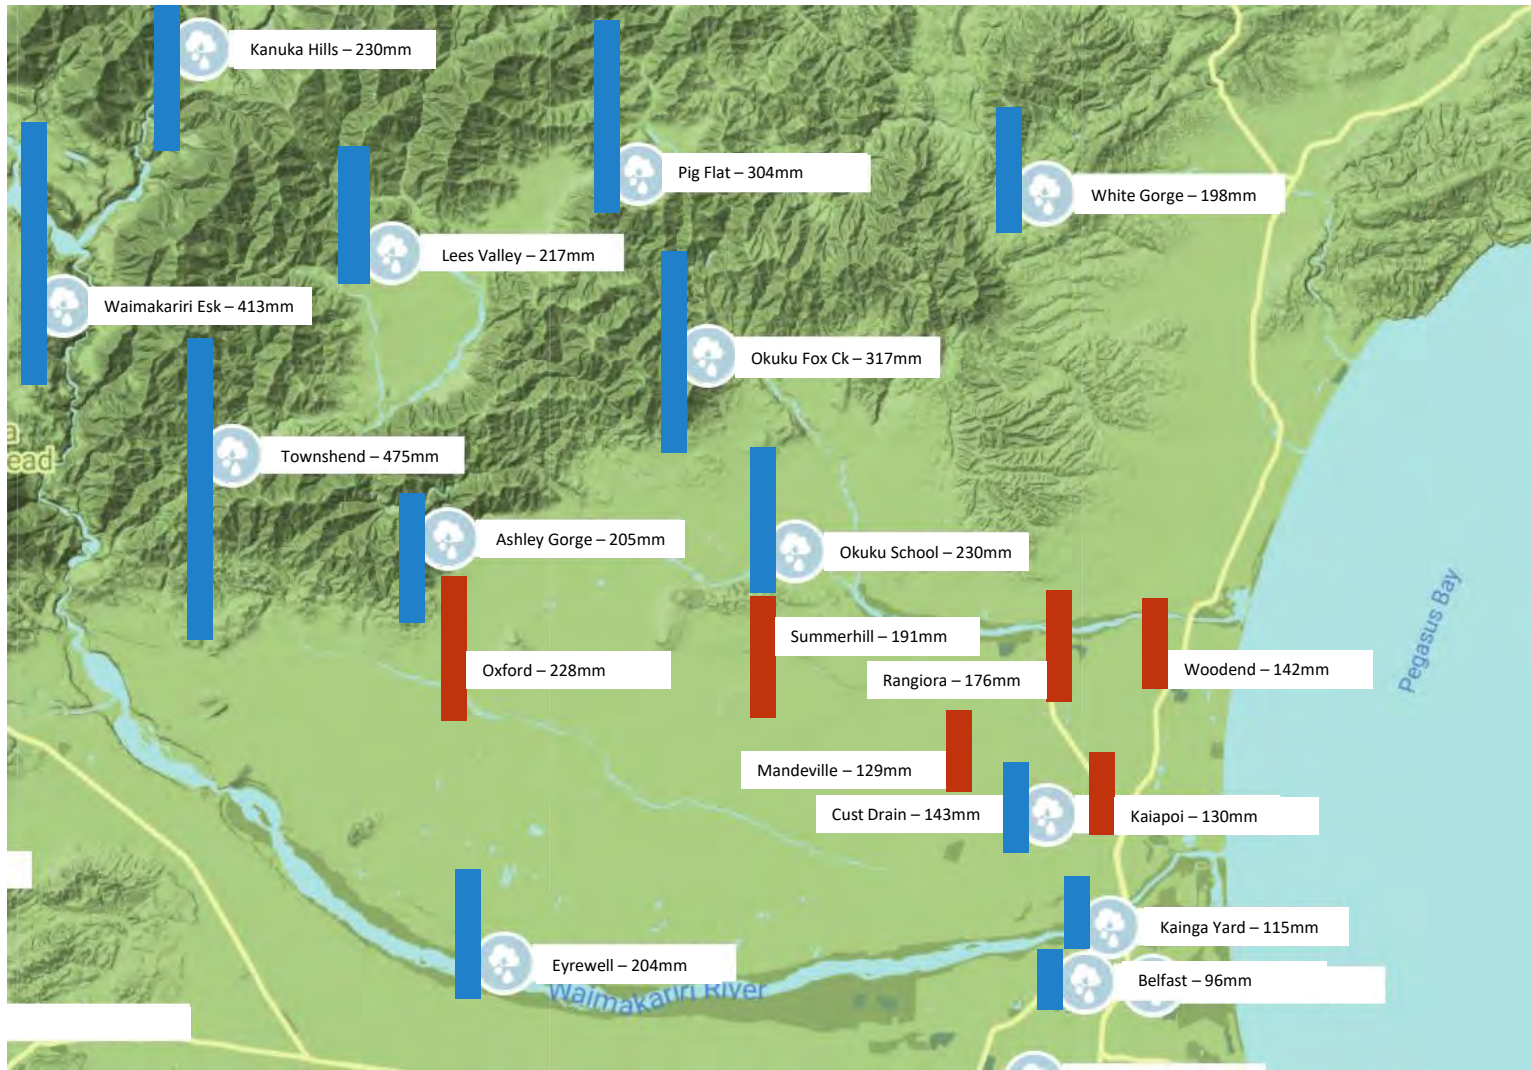 Kanuka Hills – 230mm
Pig Flat – 304mm
White Gorge – 198mm
Lees Valley – 217mm
Waimakariri Esk – 413mm
Okuku Fox Ck – 317mm
a
ead
Townshend – 475mm
Ashley Gorge – 205mm
Okuku School – 230mm
Pegasus Bay
Summerhill – 191mm
Oxford – 228mm
Rangiora – 176mm
Woodend – 142mm
Mandeville – 129mm
Cust Drain – 143mm
Kaiapoi – 130mm
Kainga Yard – 115mm
Eyrewell – 204mm
Belfast – 96mm
Waimakariri River